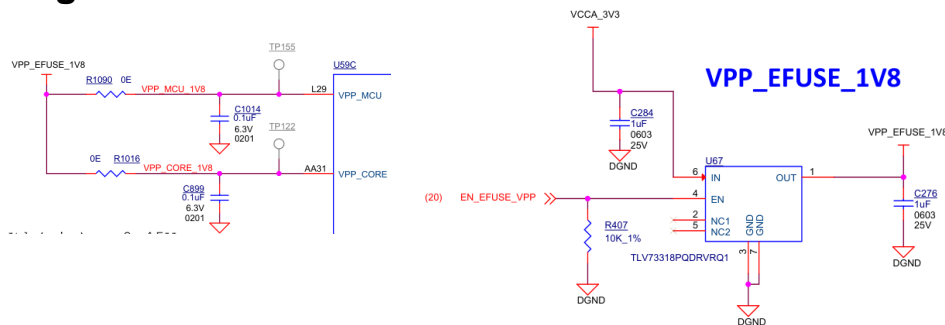 VPP_EFUSE_1V8
R1090
0E
VPP_MCU_1V8
TP155
U59C
L29
VPP_MCU
C1014
0.1uF
6.3V
0201
TP122
0E
R1016
VPP_CORE_1V8
AA31
VPP_CORE
C899
0.1uF
6.3V
0201
VCCA_3V3
VPP_EFUSE_1V8
C284
1uF
0603
25V
DGND
VPP_EFUSE_1V8
U67
6
IN
OUT
1
(20)
EN_EFUSE_VPP
4
EN
2
NC1
5
NC2
GND
GND
3
7
R407
10K_1%
TLV73318PQDRVRQ1
C276
1uF
0603
25V
DGND
DGND
DGND